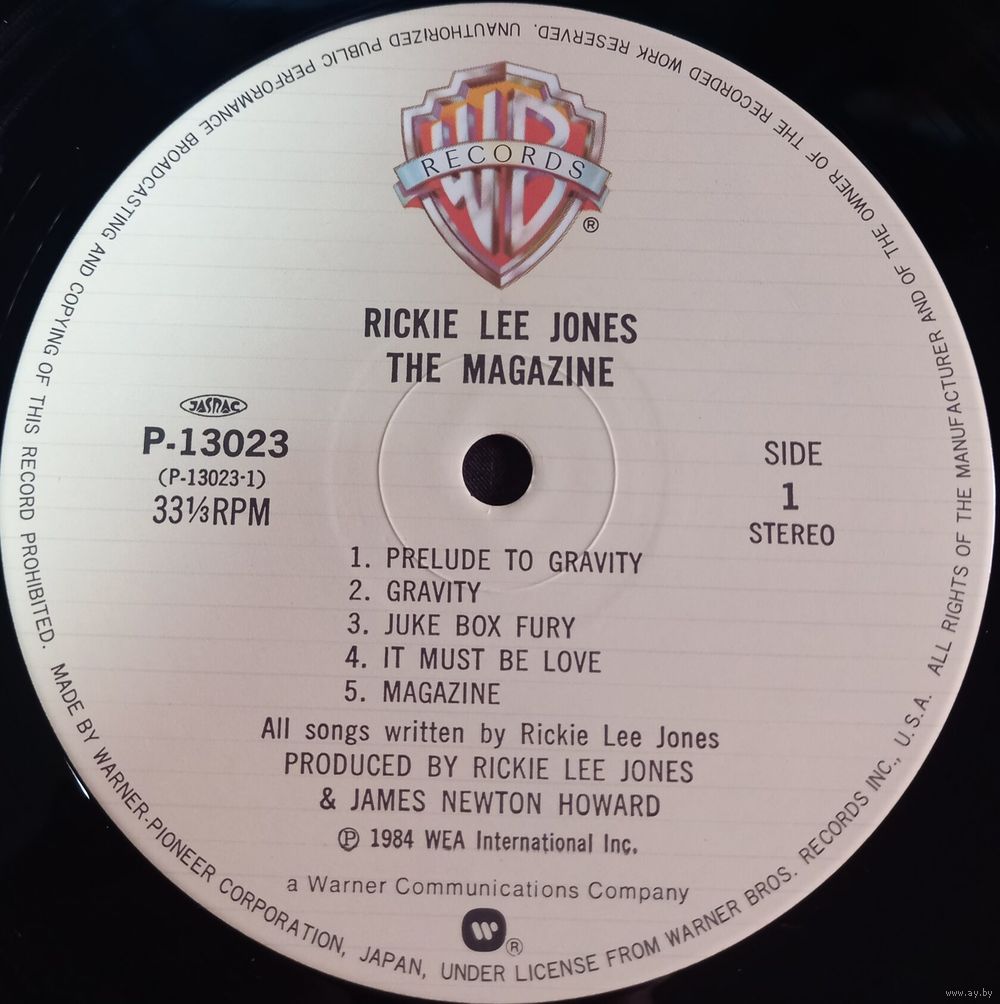 WB
RECORDS
®
RICKIE LEE JONES
THE MAGAZINE
JASRAC
P-13023
(P-13023-1)
33⅓RPM
SIDE
1
STEREO
1. PRELUDE TO GRAVITY
2. GRAVITY
3. JUKE BOX FURY
4. IT MUST BE LOVE
5. MAGAZINE
All songs written by Rickie Lee Jones
PRODUCED BY RICKIE LEE JONES
& JAMES NEWTON HOWARD
℗ 1984 WEA International Inc.
a Warner Communications Company
W®
MADE BY WARNER-PIONEER CORPORATION, JAPAN, UNDER LICENSE FROM WARNER BROS. RECORDS INC., U.S.A. ALL RIGHTS OF THE MANUFACTURER AND OF THE OWNER OF THE RECORDED WORK RESERVED. UNAUTHORIZED PUBLIC PERFORMANCE BROADCASTING AND COPYING OF THIS RECORD PROHIBITED.
www.ay.by